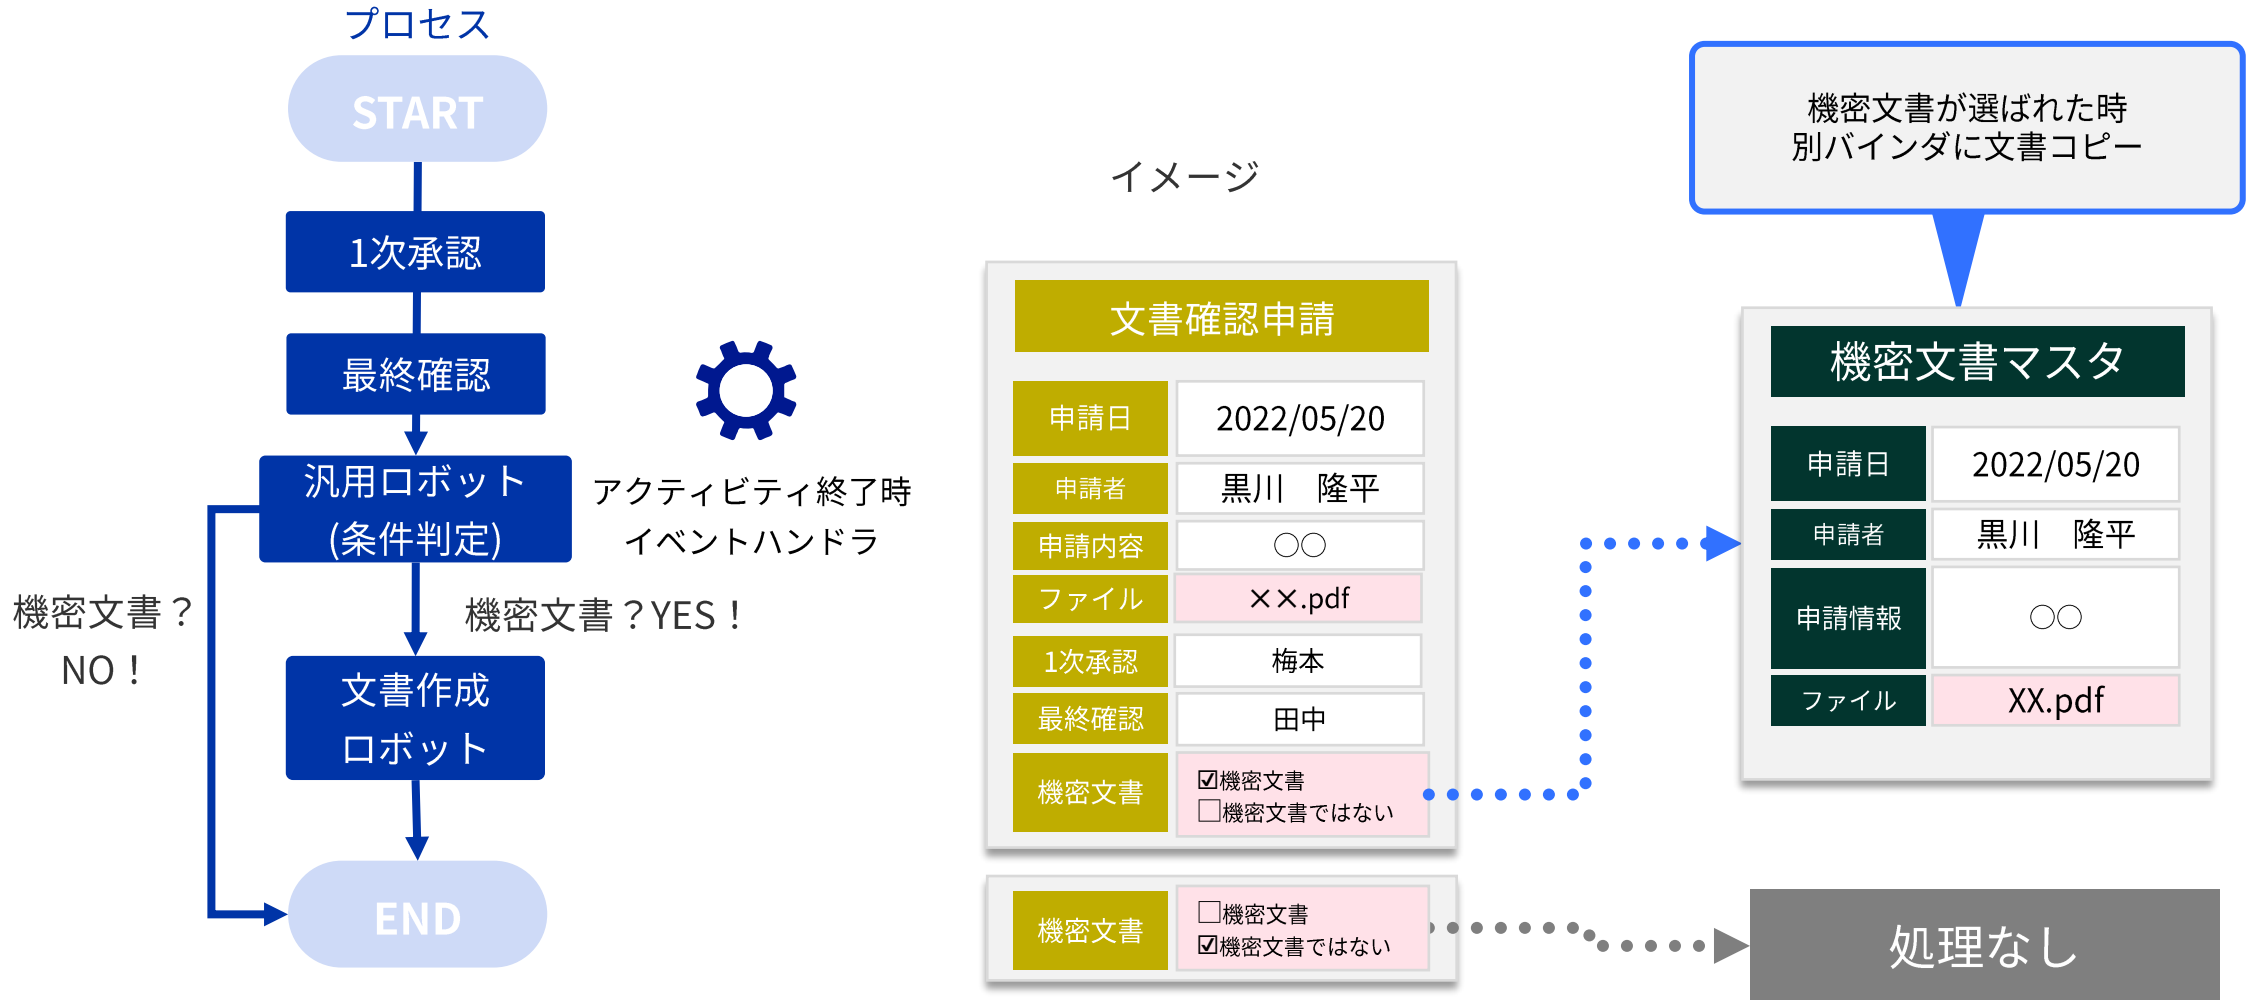 プロセス
START
1次承認
最終確認
汎用ロボット
(条件判定)
アクティビティ終了時
イベントハンドラ
機密文書？
NO！
機密文書？YES！
文書作成
ロボット
END
イメージ
文書確認申請
申請日
2022/05/20
申請者
黒川　隆平
申請内容
○○
ファイル
××.pdf
1次承認
梅本
最終確認
田中
機密文書
☑機密文書
□機密文書ではない
機密文書
□機密文書
☑機密文書ではない
機密文書が選ばれた時
別バインダに文書コピー
機密文書マスタ
申請日
2022/05/20
申請者
黒川　隆平
申請情報
○○
ファイル
XX.pdf
処理なし